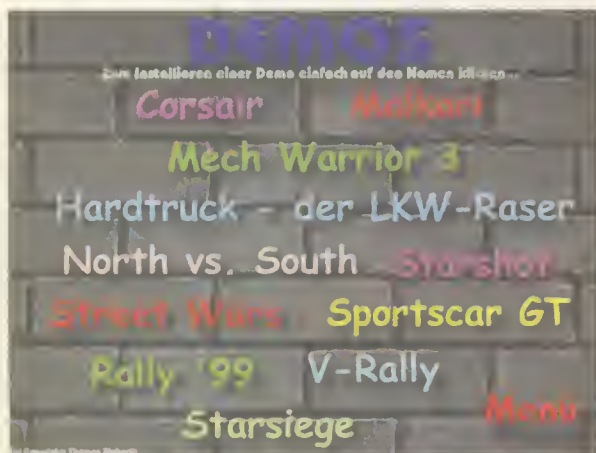 DEMOS
Zum Installieren einer Demo einfach auf den Namen klicken...
Corsair Malkari
Mech Warrior 3
Hardtruck - der LKW-Raser
North vs. South Starshot
Street Wars Sportscar GT
Rally '99 V-Rally
Menü
Starsiege